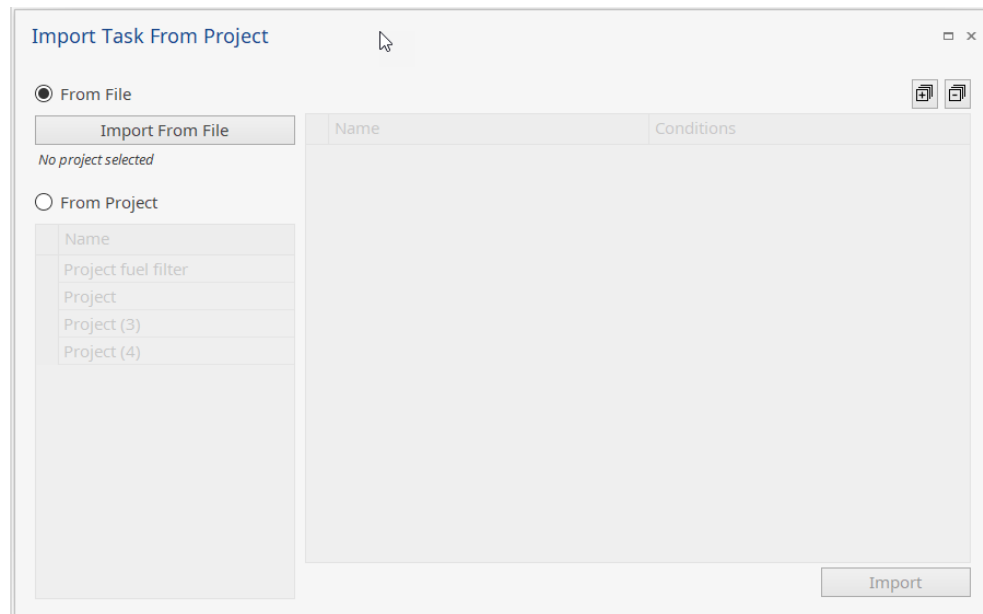 Import Task From Project
From File
Import From File
Name Conditions
No project selected
From Project
Name
Project fuel filter
Project
Project (3)
Project (4)
Import